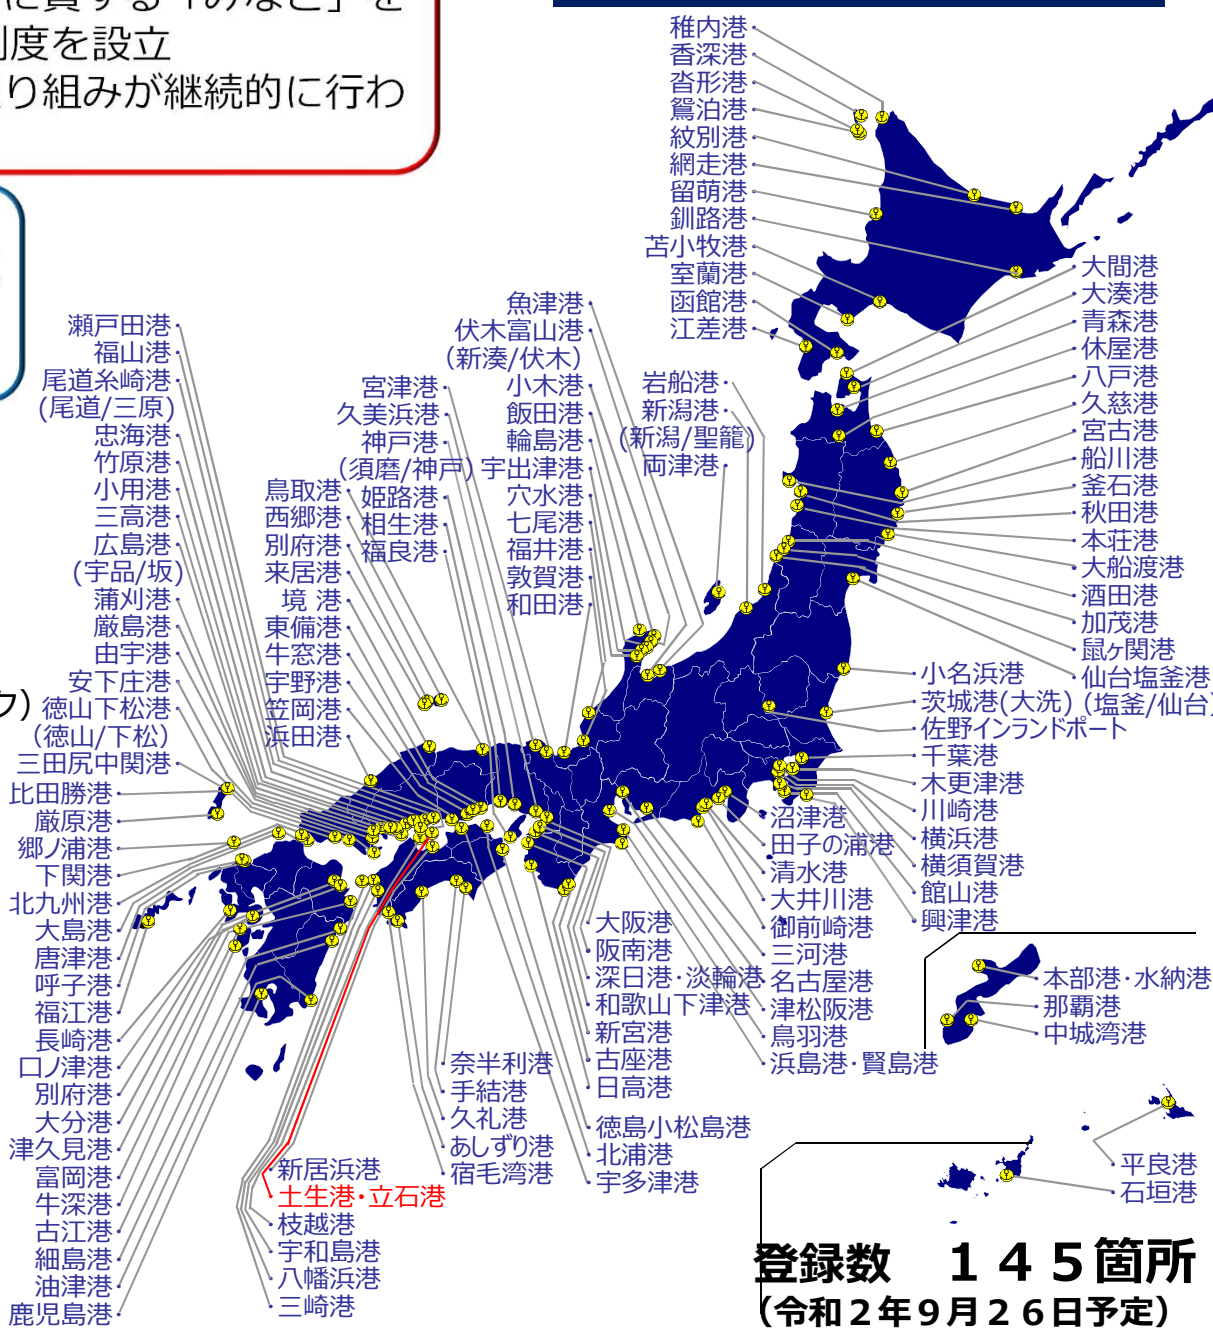 に資する「みなと」を
制度を設立
り組みが継続的に行わ
稚内港
香深港
沓形港
鴛泊港
紋別港
網走港
留萌港
釧路港
苫小牧港
室蘭港
函館港
江差港
大間港
大湊港
青森港
休屋港
八戸港
久慈港
宮古港
船川港
釜石港
秋田港
本荘港
大船渡港
酒田港
加茂港
鼠ヶ関港
仙台塩釜港
(塩釜/仙台)
魚津港
伏木富山港
(新湊/伏木)
小木港
飯田港
輪島港
宇出津港
穴水港
七尾港
福井港
敦賀港
和田港
岩船港
新潟港
(新潟/聖籠)
両津港
宮津港
久美浜港
神戸港
(須磨/神戸)
姫路港
相生港
福良港
鳥取港
西郷港
別府港
来居港
境 港
東備港
牛窓港
宇野港
笠岡港
浜田港
瀬戸田港
福山港
尾道糸崎港
(尾道/三原)
忠海港
竹原港
小用港
三高港
広島港
(宇品/坂)
蒲刈港
厳島港
由宇港
安下庄港
ク)
徳山下松港
(徳山/下松)
三田尻中関港
比田勝港
厳原港
郷ノ浦港
下関港
北九州港
大島港
唐津港
呼子港
福江港
長崎港
口ノ津港
別府港
大分港
津久見港
富岡港
牛深港
古江港
細島港
油津港
鹿児島港
小名浜港
茨城港(大洗)
佐野インランドポート
千葉港
木更津港
川崎港
横浜港
横須賀港
館山港
興津港
沼津港
田子の浦港
清水港
大井川港
御前崎港
三河港
名古屋港
津松阪港
鳥羽港
浜島港・賢島港
大阪港
阪南港
深日港・淡輪港
和歌山下津港
新宮港
古座港
日高港
徳島小松島港
北浦港
宇多津港
奈半利港
手結港
久礼港
あしずり港
宿毛湾港
新居浜港
土生港・立石港
枝越港
宇和島港
八幡浜港
三崎港
本部港・水納港
那覇港
中城湾港
平良港
石垣港
登録数 １４５箇所
(令和２年９月２６日予定)